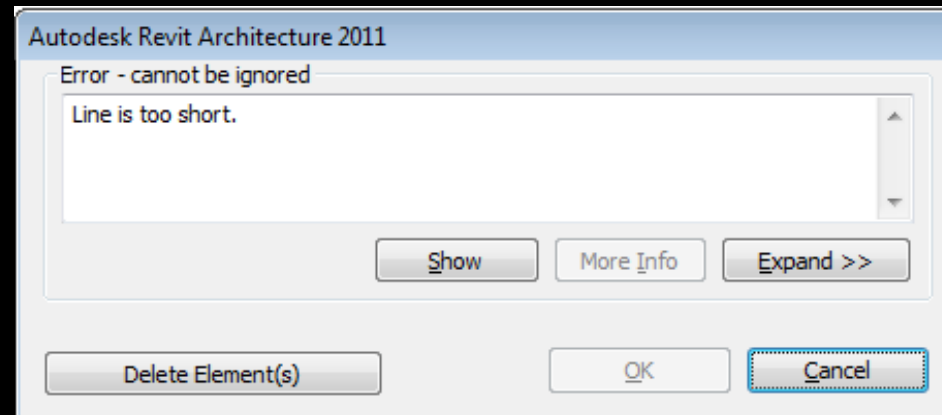 Autodesk Revit Architecture 2011
Error - cannot be ignored
Line is too short.
Show More Info Expand >>
Delete Element(s) OK Cancel